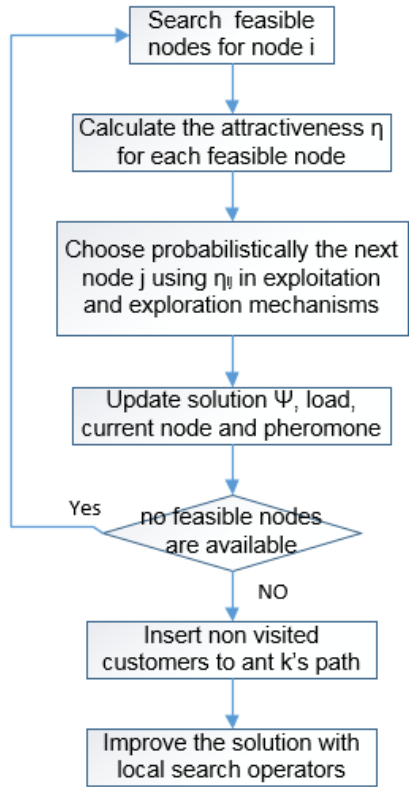 Search feasible
nodes for node i
Calculate the attractiveness η
for each feasible node
Choose probabilistically the next
node j using ηij in exploitation
and exploration mechanisms
Update solution Ψ, load,
current node and pheromone
Yes
no feasible nodes
are available
NO
Insert non visited
customers to ant k's path
Improve the solution with
local search operators